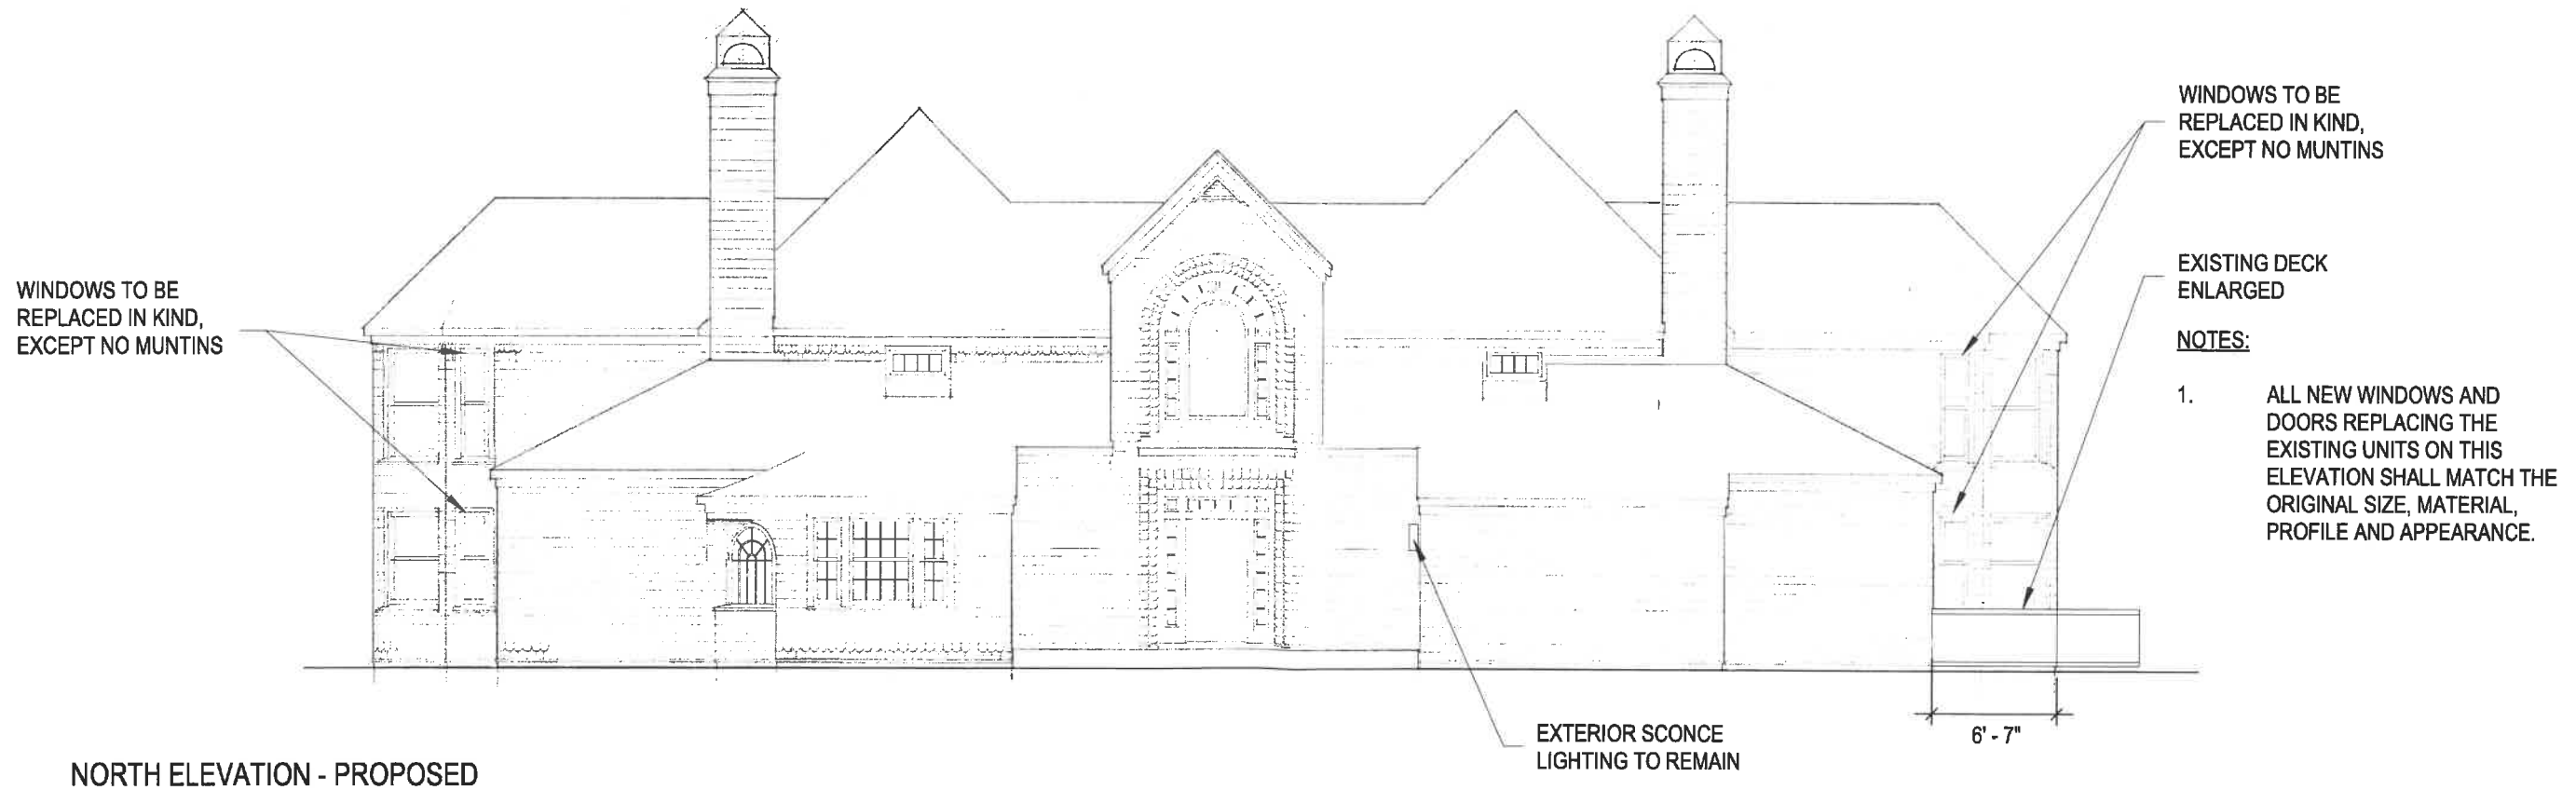 WINDOWS TO BE
REPLACED IN KIND,
EXCEPT NO MUNTINS
WINDOWS TO BE
REPLACED IN KIND,
EXCEPT NO MUNTINS
EXISTING DECK
ENLARGED
NOTES:
1. ALL NEW WINDOWS AND
DOORS REPLACING THE
EXISTING UNITS ON THIS
ELEVATION SHALL MATCH THE
ORIGINAL SIZE, MATERIAL,
PROFILE AND APPEARANCE.
EXTERIOR SCONCE
LIGHTING TO REMAIN
6' - 7"
NORTH ELEVATION - PROPOSED